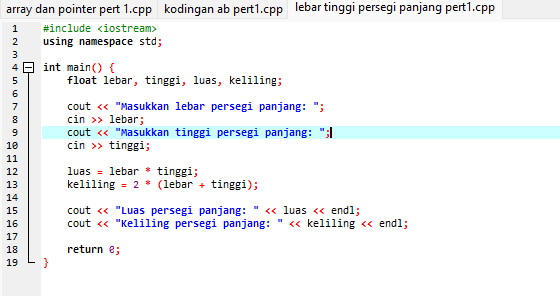 array dan pointer pert 1.cpp kodingan ab pert1.cpp lebar tinggi persegi panjang pert1.cpp
1 #include <iostream>
2 using namespace std;
3
4 int main() {
5 float lebar, tinggi, luas, keliling;
6
7 cout << "Masukkan lebar persegi panjang: ";
8 cin >> lebar;
9 cout << "Masukkan tinggi persegi panjang: ";
10 cin >> tinggi;
11
12 luas = lebar * tinggi;
13 keliling = 2 * (lebar + tinggi);
14
15 cout << "Luas persegi panjang: " << luas << endl;
16 cout << "Keliling persegi panjang: " << keliling << endl;
17
18 return 0;
19 }